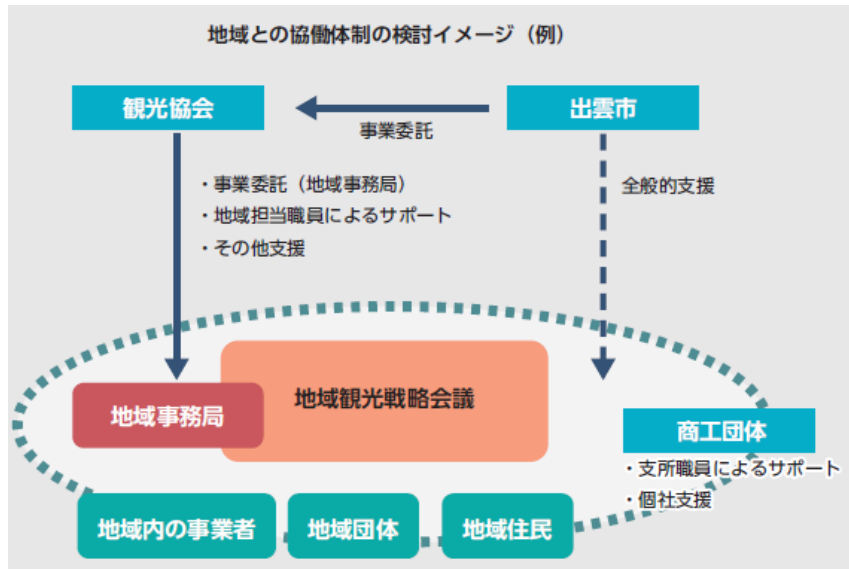 地域との協働体制の検討イメージ（例）
観光協会
出雲市
事業委託
・事業委託（地域事務局）
・地域担当職員によるサポート
・その他支援
全般的支援
地域事務局
地域観光戦略会議
商工団体
・支所職員によるサポート
・個社支援
地域内の事業者
地域団体
地域住民